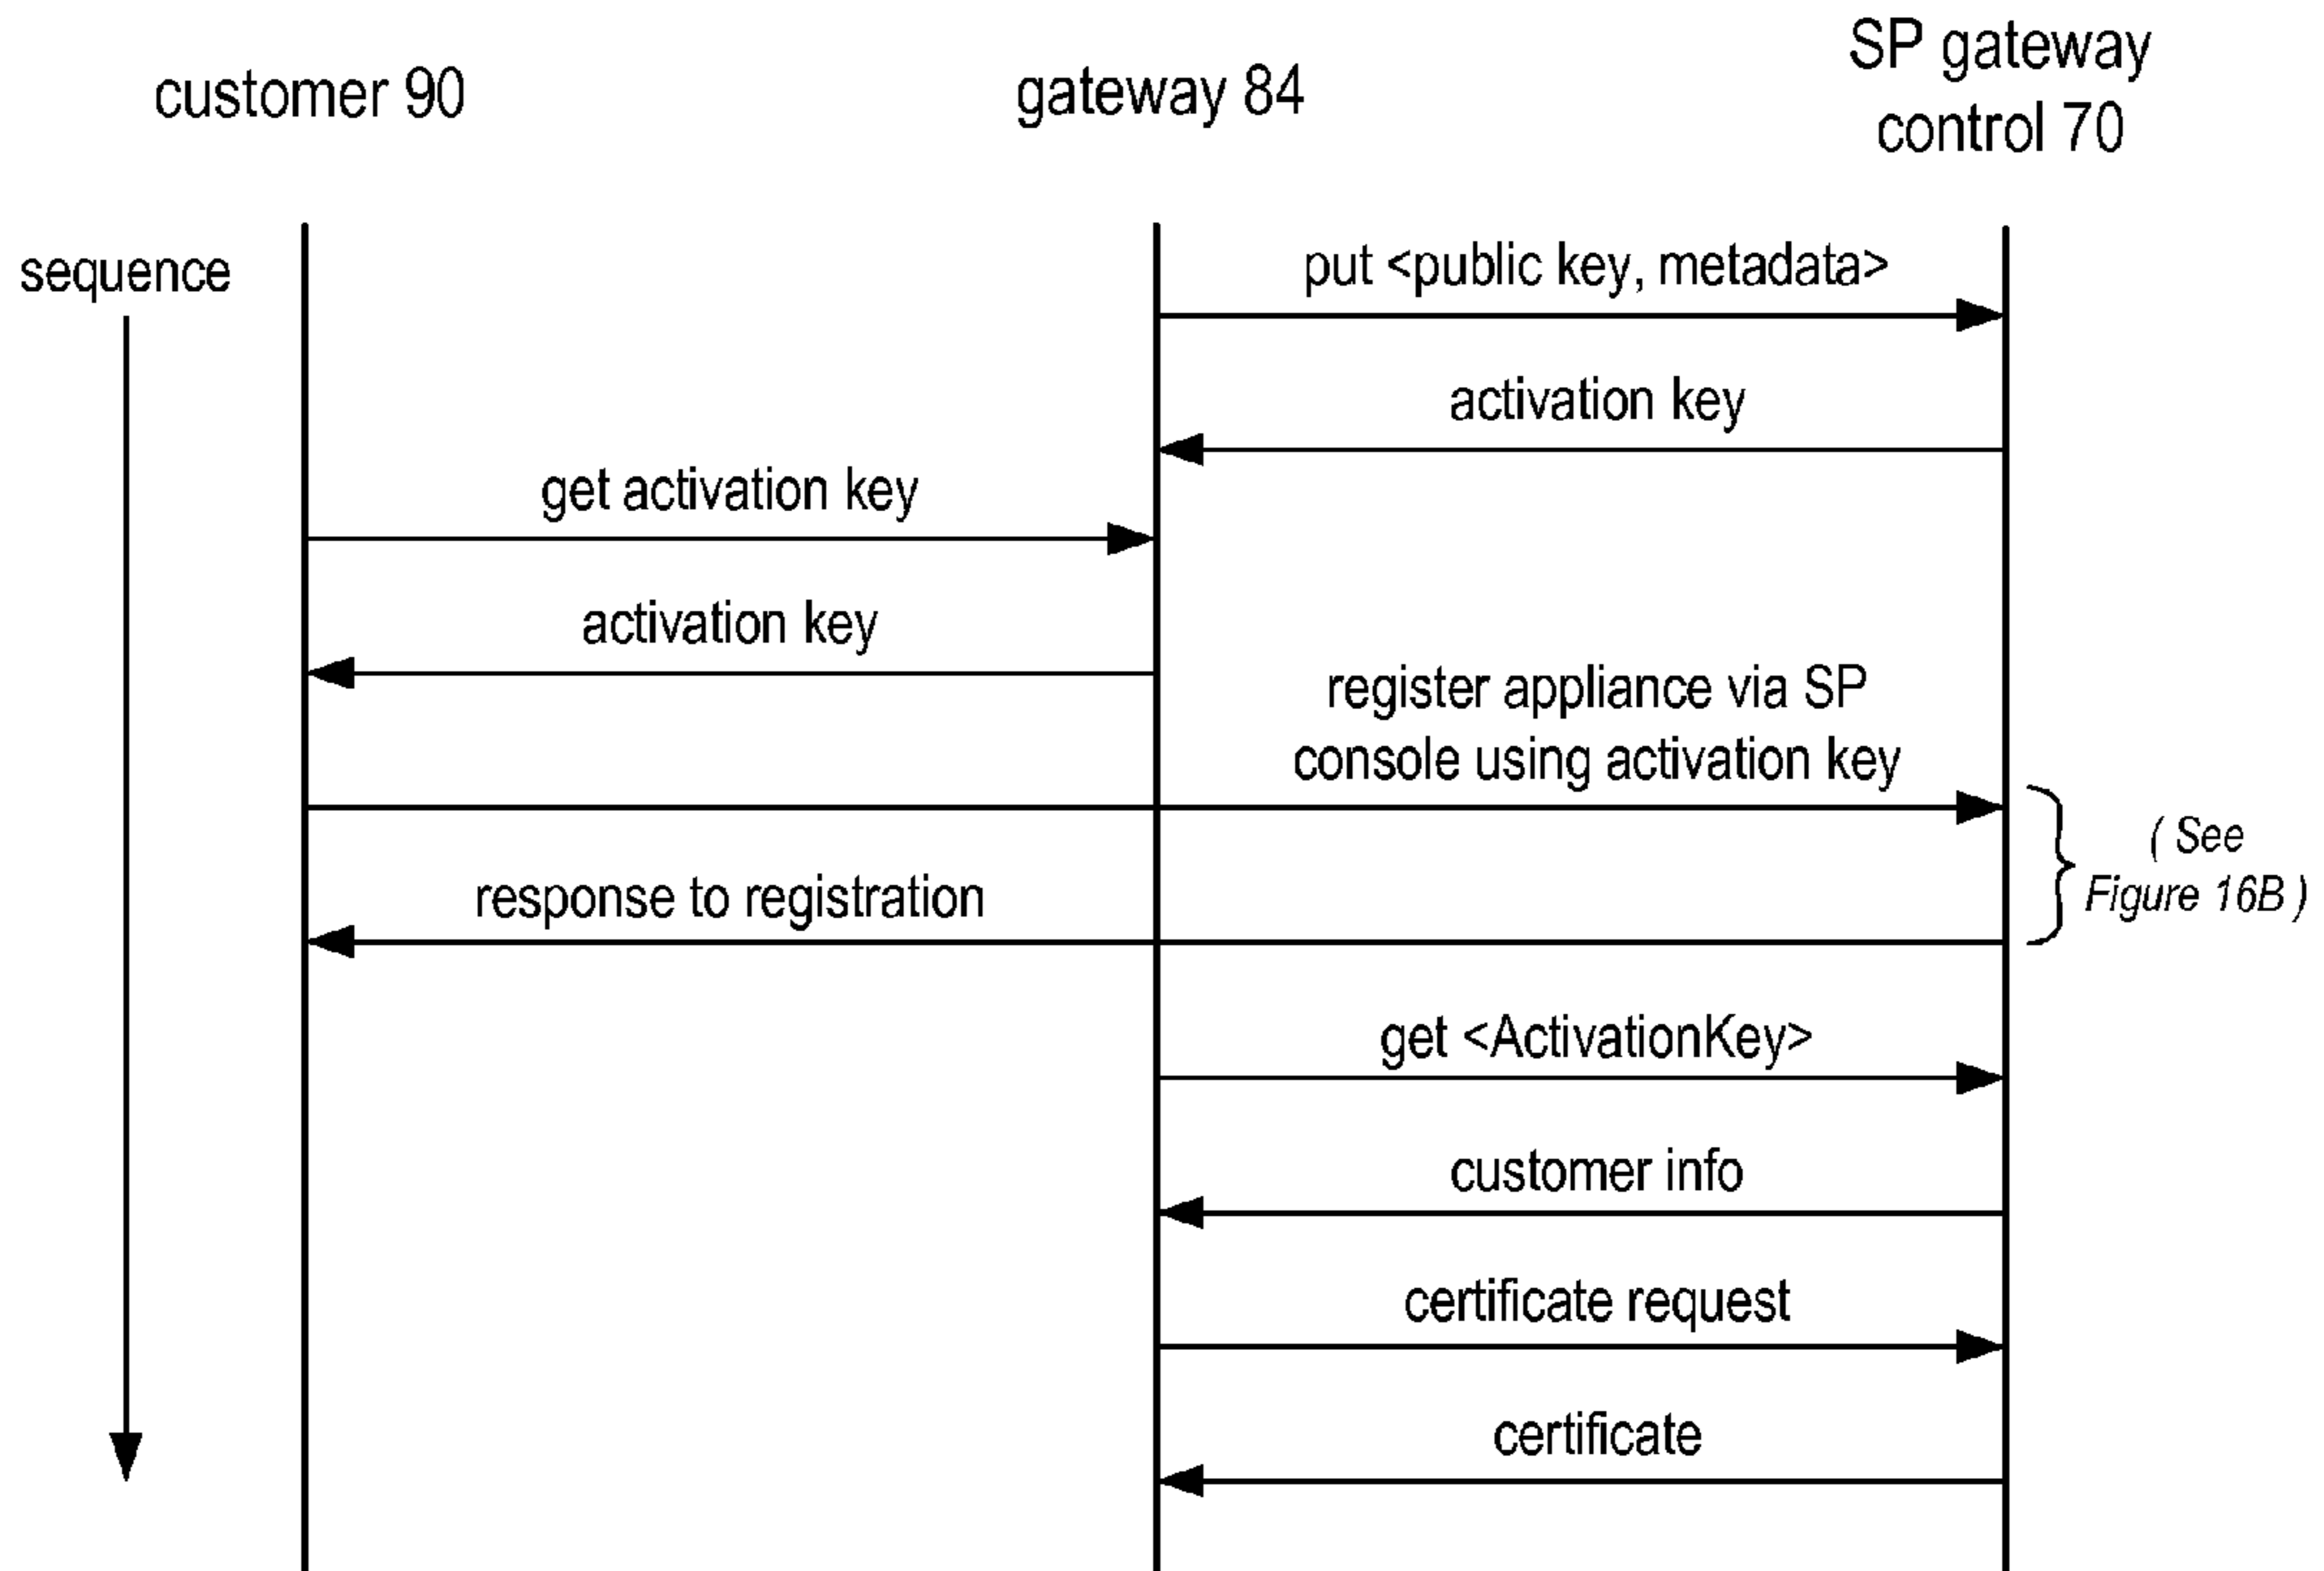 customer 90
gateway 84
SP gateway
control 70
sequence
put <public key, metadata>
activation key
get activation key
activation key
register appliance via SP
console using activation key
( See
Figure 16B )
response to registration
get <ActivationKey>
customer info
certificate request
certificate